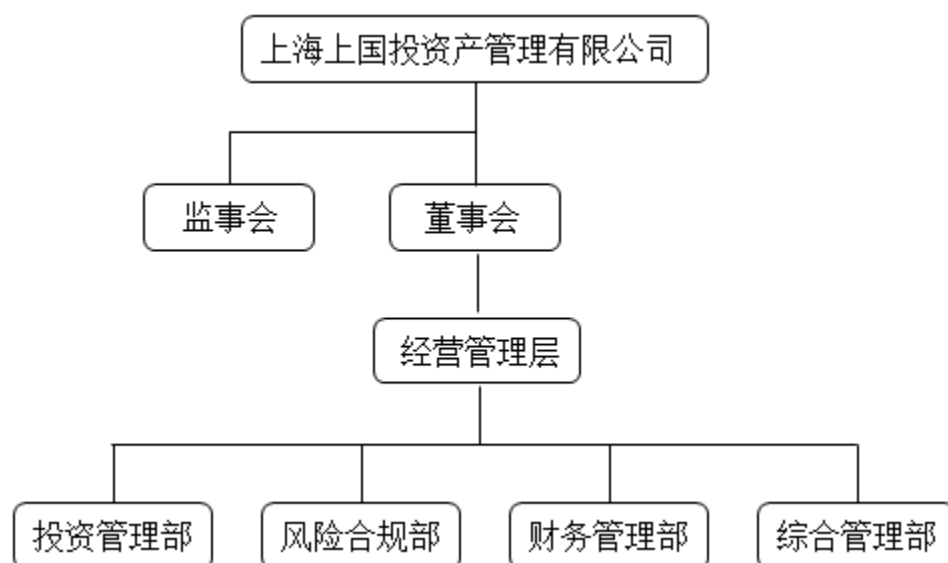 上海上国投资产管理有限公司
监事会
董事会
经营管理层
投资管理部
风险合规部
财务管理部
综合管理部